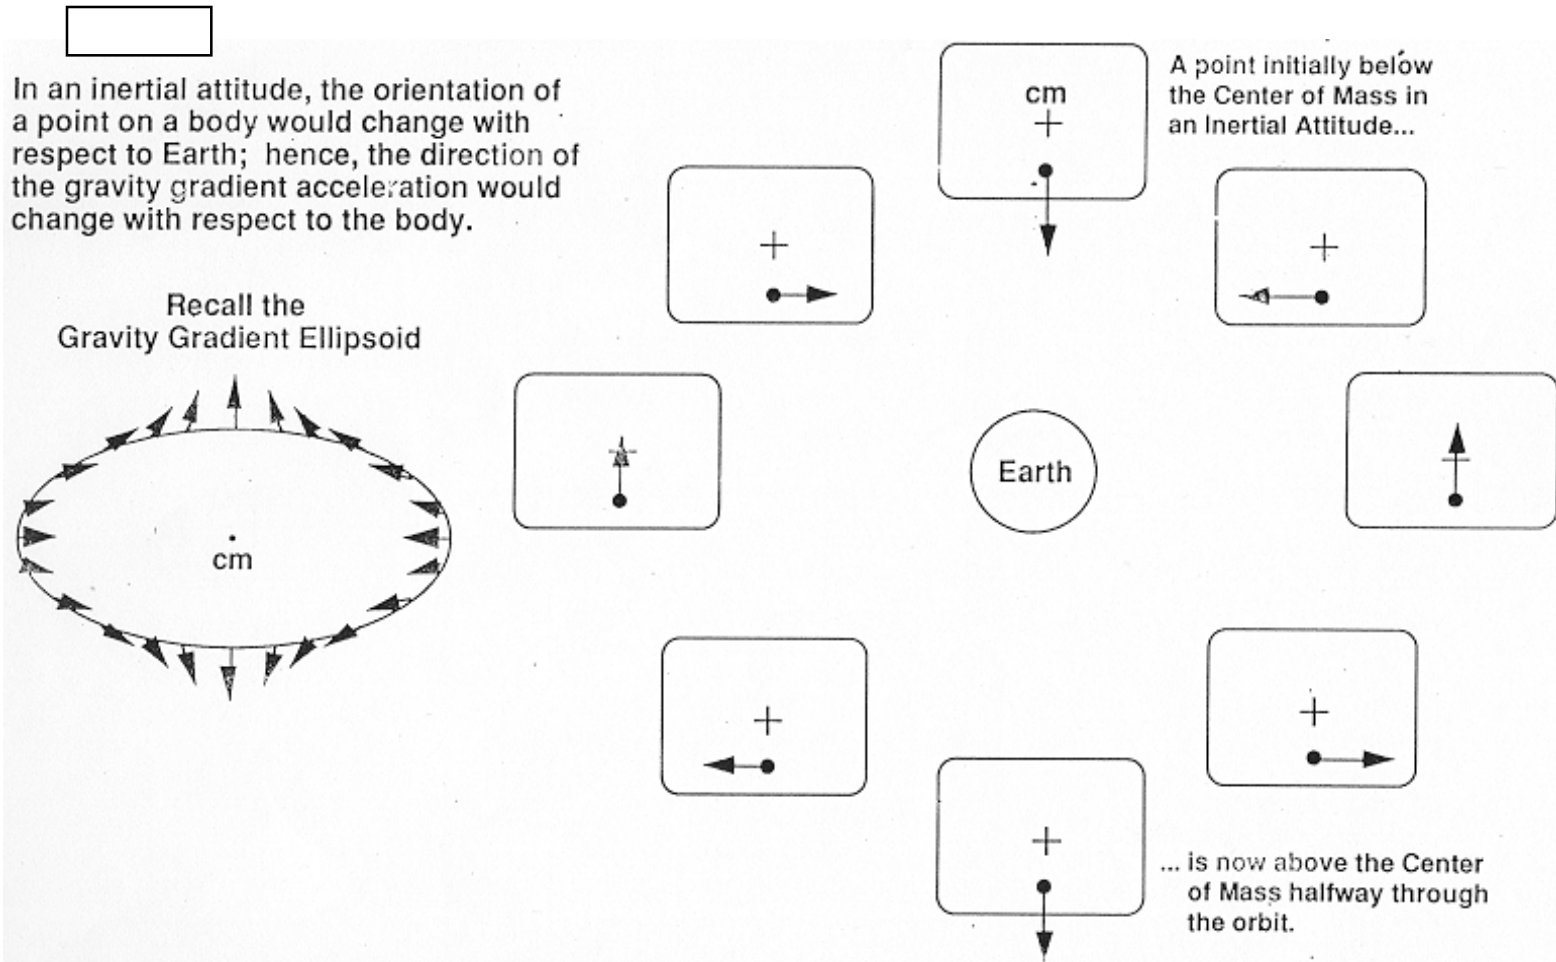 In an inertial attitude, the orientation of
a point on a body would change with
respect to Earth; hence, the direction of
the gravity gradient acceleration would
change with respect to the body.
Recall the
Gravity Gradient Ellipsoid
cm
cm
A point initially below
the Center of Mass in
an Inertial Attitude...
Earth
... is now above the Center
of Mass halfway through
the orbit.